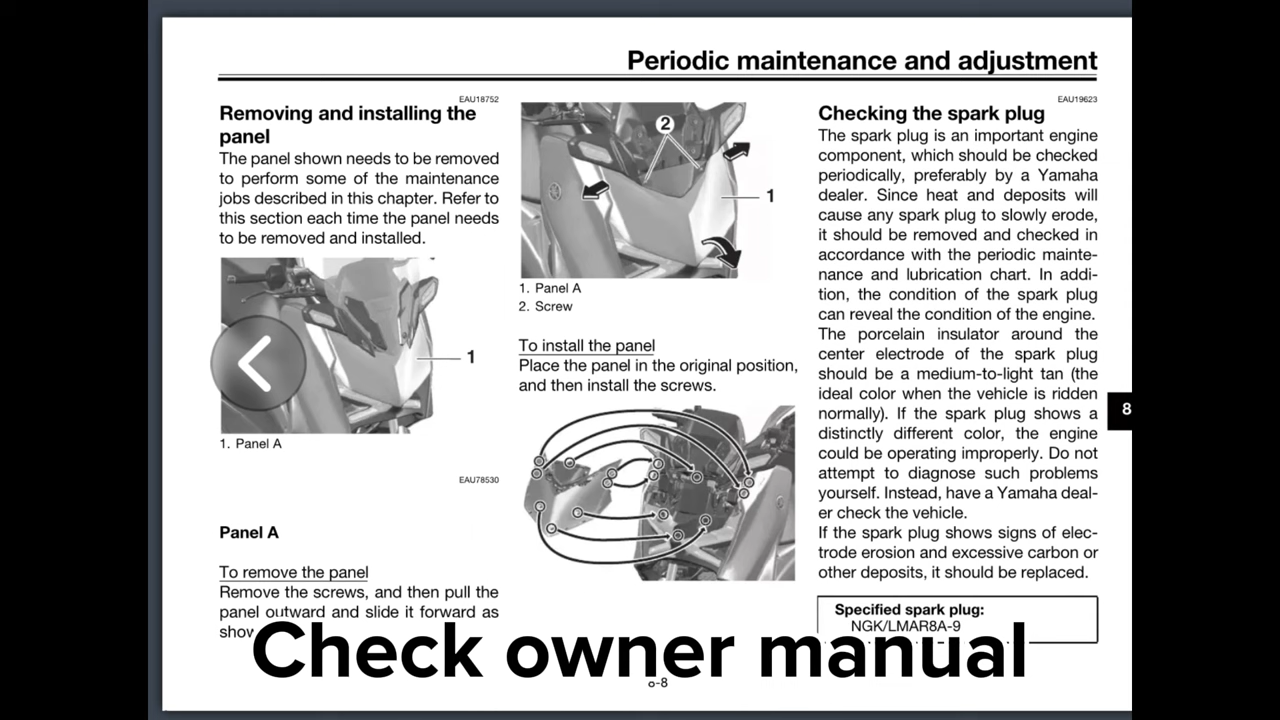 Periodic maintenance and adjustment
EAU18752
Removing and installing the
panel
The panel shown needs to be removed
to perform some of the maintenance
jobs described in this chapter. Refer to
this section each time the panel needs
to be removed and installed.
1
1. Panel A
EAU78530
Panel A
To remove the panel
Remove the screws, and then pull the
panel outward and slide it forward as
2
1
1. Panel A
2. Screw
To install the panel
Place the panel in the original position,
and then install the screws.
EAU19623
Checking the spark plug
The spark plug is an important engine
component, which should be checked
periodically, preferably by a Yamaha
dealer. Since heat and deposits will
cause any spark plug to slowly erode,
it should be removed and checked in
accordance with the periodic mainte-
nance and lubrication chart. In addi-
tion, the condition of the spark plug
can reveal the condition of the engine.
The porcelain insulator around the
center electrode of the spark plug
should be a medium-to-light tan (the
ideal color when the vehicle is ridden
normally). If the spark plug shows a
distinctly different color, the engine
could be operating improperly. Do not
attempt to diagnose such problems
yourself. Instead, have a Yamaha deal-
er check the vehicle.
If the spark plug shows signs of elec-
trode erosion and excessive carbon or
other deposits, it should be replaced.
Specified spark plug:
NGK/LMAR8A-9
8
Check owner manual